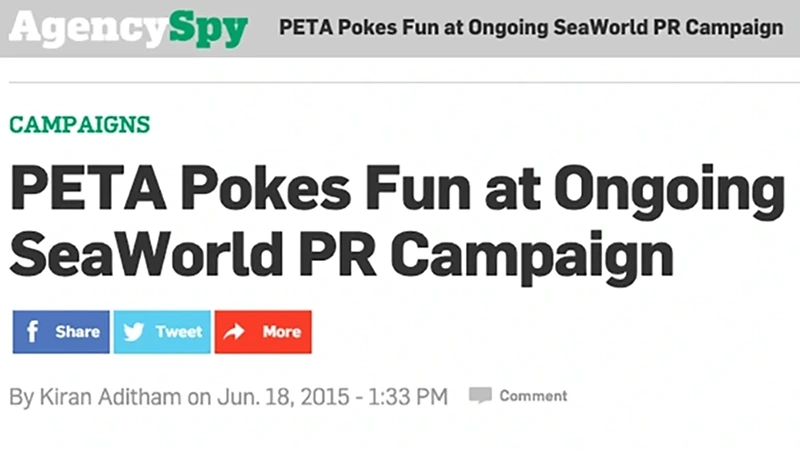 AgencySpy PETA Pokes Fun at Ongoing SeaWorld PR Campaign
CAMPAIGNS
PETA Pokes Fun at Ongoing
SeaWorld PR Campaign
f Share Tweet More
By Kiran Aditham on Jun. 18, 2015 - 1:33 PM Comment